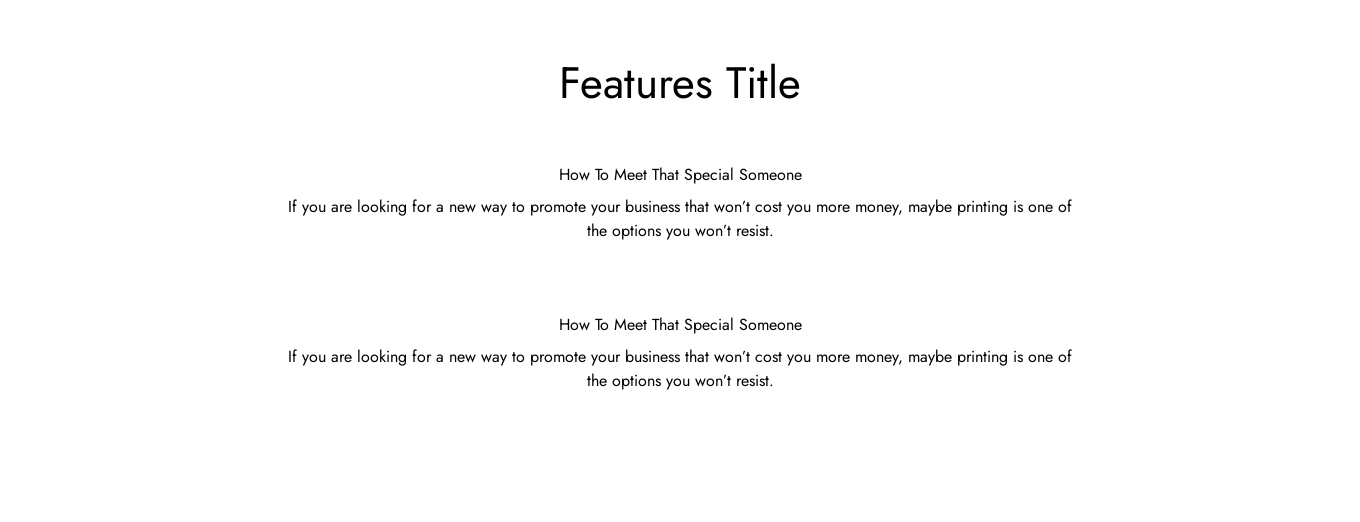 Features Title
How To Meet That Special Someone
If you are looking for a new way to promote your business that won’t cost you more money, maybe printing is one of
the options you won’t resist.
How To Meet That Special Someone
If you are looking for a new way to promote your business that won’t cost you more money, maybe printing is one of
the options you won’t resist.